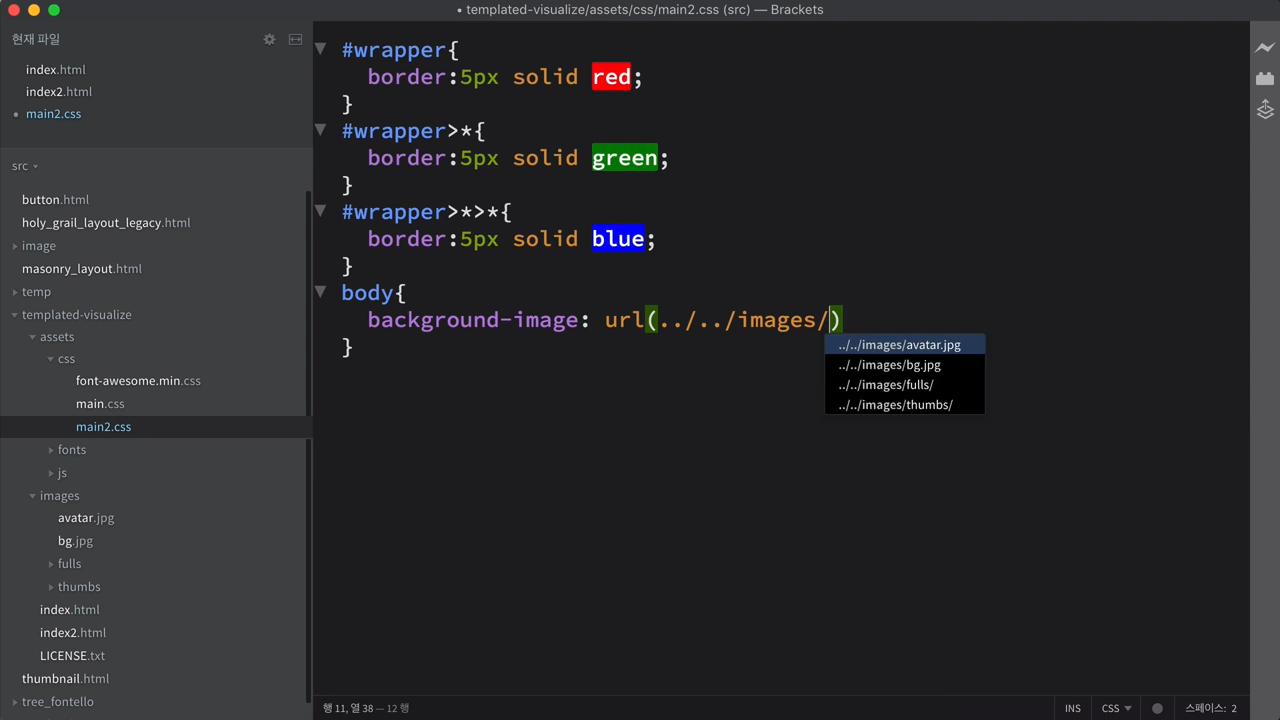 • templated-visualize/assets/css/main2.css (src) — Brackets
현재 파일
index.html
index2.html
• main2.css
src
button.html
holy_grail_layout_legacy.html
image
masonry_layout.html
temp
templated-visualize
assets
css
font-awesome.min.css
main.css
main2.css
fonts
js
images
avatar.jpg
bg.jpg
fulls
thumbs
index.html
index2.html
LICENSE.txt
thumbnail.html
tree_fontello
#wrapper{
border:5px solid red;
}
#wrapper>*{
border:5px solid green;
}
#wrapper>*>*{
border:5px solid blue;
}
body{
background-image: url(../../images/)
}
../../images/avatar.jpg
../../images/bg.jpg
../../images/fulls/
../../images/thumbs/
행 11, 열 38 — 12 행
INS
CSS
스페이스: 2